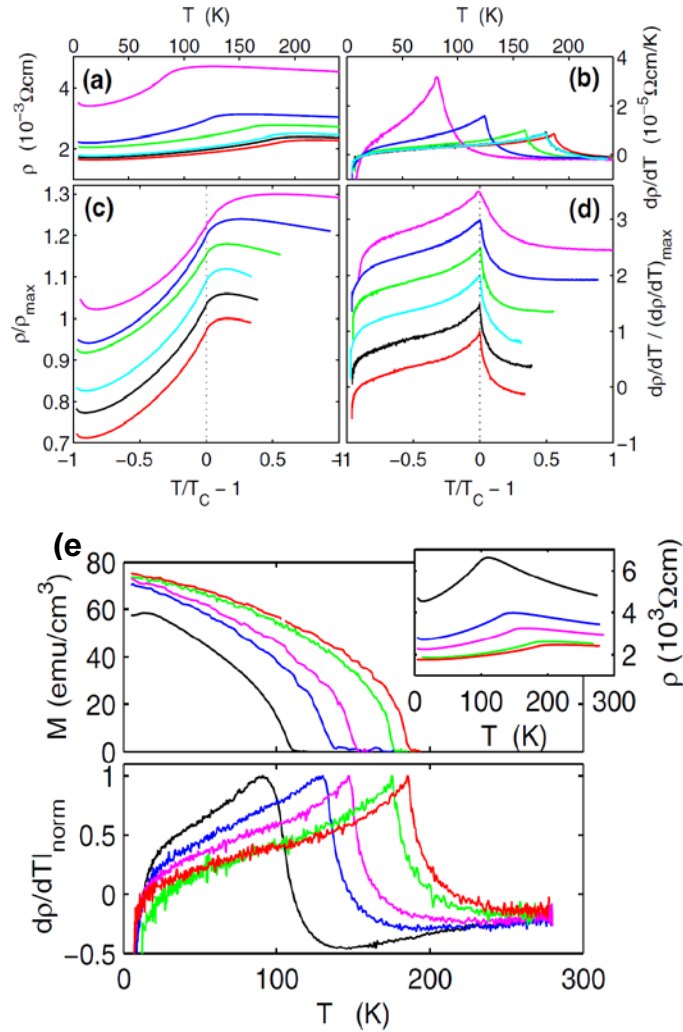 T (K)
T (K)
0 50 100 150 200
0 50 100 150 200
(a)
(b)
ρ (10⁻³Ωcm)
4
2
4
2
0
dρ/dT (10⁻⁵Ωcm/K)
(c)
(d)
ρ/ρmax
1.3
1.2
1.1
1
0.9
0.8
0.7
3
2
1
0
−1
dρ/dT / (dρ/dT)max
−1 −0.5 0 0.5 −11 −0.5 0 0.5 1
T/TC − 1
T/TC − 1
(e
M (emu/cm³)
80
60
40
20
0
6
4
2
ρ (10³Ωcm)
0 100 200 300
T (K)
dρ/dT|norm
1
0.5
0
−0.5
0 100 200 300
T (K)